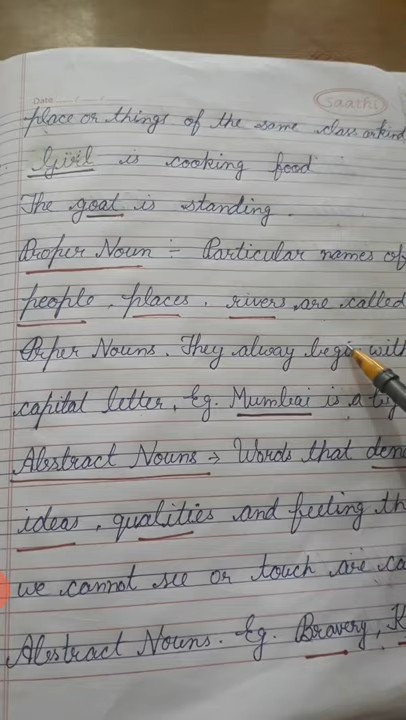 Date
Saathi
place or things of the same class or kind
Girl is cooking food
The goat is standing.
Proper Noun :- Particular names of
people, places, rivers are called
Proper Nouns. They alway begin with
capital letter. Eg. Mumbai is a big
Abstract Nouns → Words that
ideas, qualities and feeling
we cannot see or touch are
Abstract Nouns. Eg. Bravery,